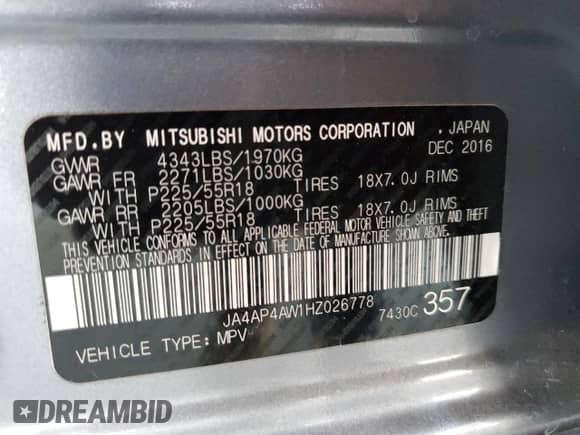 MFD.BY MITSUBISHI MOTORS CORPORATION . JAPAN
DEC 2016
GVWR 4343LBS/1970KG
GAWR FR 2271LBS/1030KG
WITH P225/55R18 TIRES 18X7.0J RIMS
GAWR RR 2205LBS/1000KG
WITH P225/55R18 TIRES 18X7.0J RIMS
THIS VEHICLE CONFORMS TO ALL APPLICABLE FEDERAL MOTOR VEHICLE SAFETY AND THEFT
PREVENTION STANDARDS IN EFFECT ON THE DATE OF MANUFACTURE SHOWN ABOVE.
JA4AP4AW1HZ026778
7430C 357
VEHICLE TYPE: MPV
DREAMBID